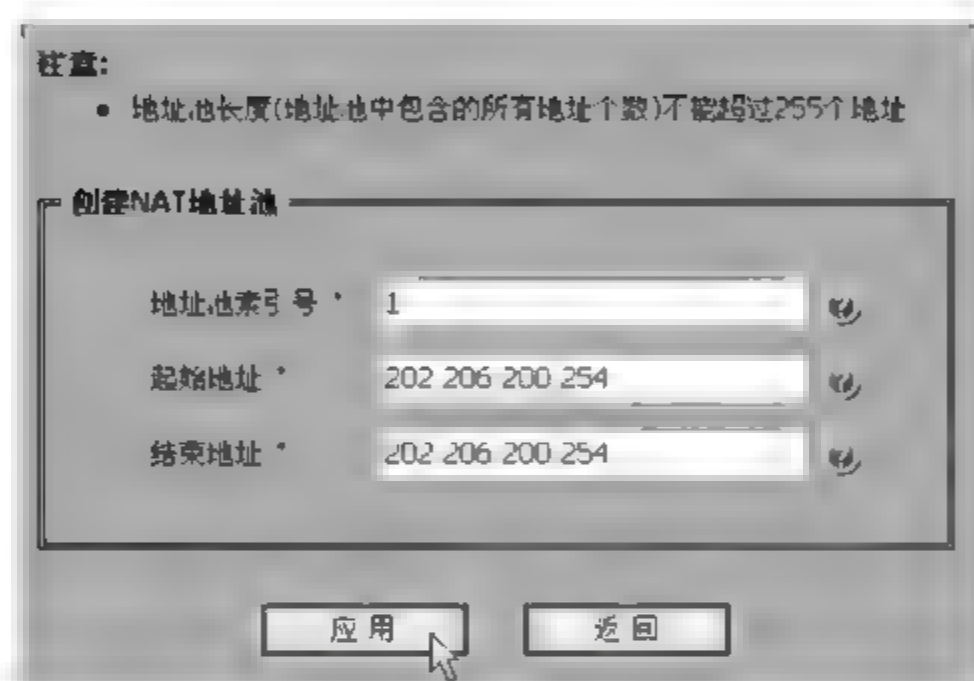 注意:
• 地址池长度(地址池中包含的所有地址个数)不能超过255个地址
创建NAT地址池
地址池索引号 *
1
起始地址 *
202 206 200 254
结束地址 *
202 206 200 254
应用
返回